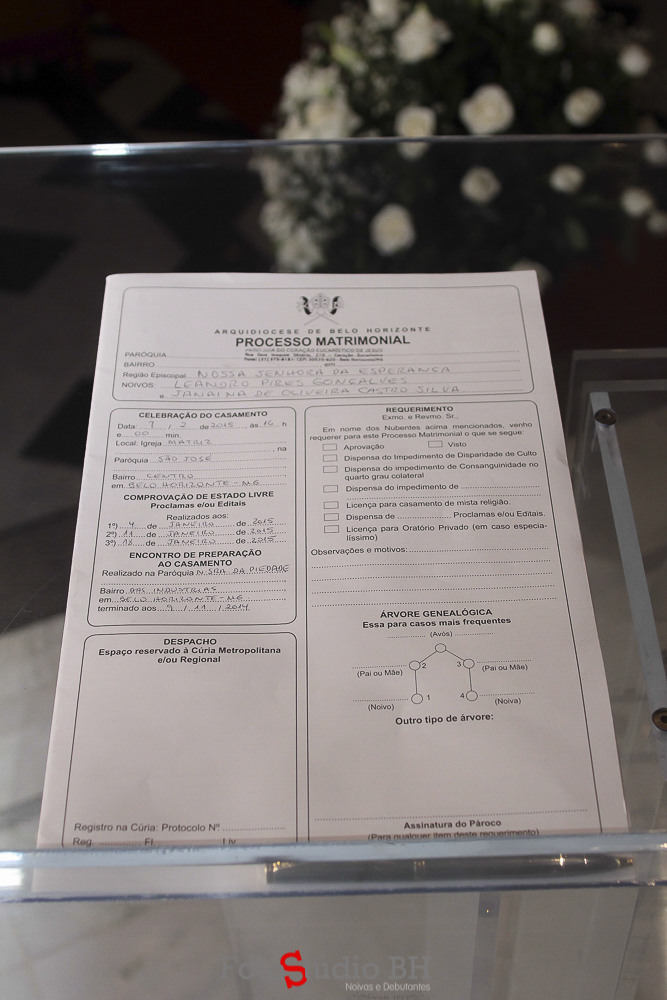 ARQUIDIOCESE DE BELO HORIZONTE
PROCESSO MATRIMONIAL
PARÓQUIA
BAIRRO em
Região Episcopal NOSSA SENHORA DA ESPERANÇA
NOIVOS: LEANDRO PIRES GONÇALVES
e JANAINA DE OLIVEIRA CASTRO SILVA
CELEBRAÇÃO DO CASAMENTO
Data: 7 / 2 de 2015 às 16 h
e 00 min.
Local: Igreja MATRIZ
, na
Paróquia SÃO JOSÉ
Bairro CENTRO
em BELO HORIZONTE - MG
COMPROVAÇÃO DE ESTADO LIVRE
Proclamas e/ou Editais
Realizados aos:
1º) 4 de JANEIRO de 2015
2º) 11 de JANEIRO de 2015
3º) 18 de JANEIRO de 2015
ENCONTRO DE PREPARAÇÃO
AO CASAMENTO
Realizado na Paróquia N SRA DA PIEDADE
Bairro DAS INDUSTRIAS
em BELO HORIZONTE - MG
terminado aos 9 / 11 / 2014
DESPACHO
Espaço reservado à Cúria Metropolitana
e/ou Regional
Registro na Cúria: Protocolo Nº
Reg. Fl. Liv.
REQUERIMENTO
Exmo. e Revmo. Sr.,
Em nome dos Nubentes acima mencionados, venho
requerer para este Processo Matrimonial o que se segue:
Aprovação Visto
Dispensa do Impedimento de Disparidade de Culto
Dispensa do impedimento de Consanguinidade no
quarto grau colateral
Dispensa do impedimento de
Licença para casamento de mista religião.
Dispensa de Proclamas e/ou Editais.
Licença para Oratório Privado (em caso especia-
líssimo)
Observações e motivos:
ÁRVORE GENEALÓGICA
Essa para casos mais frequentes
(Avós)
2 3
(Pai ou Mãe) (Pai ou Mãe)
1 4
(Noivo) (Noiva)
Outro tipo de árvore:
Assinatura do Pároco
(Para qualquer item deste requerimento)
Foto Studio BH
Noivas e Debutantes